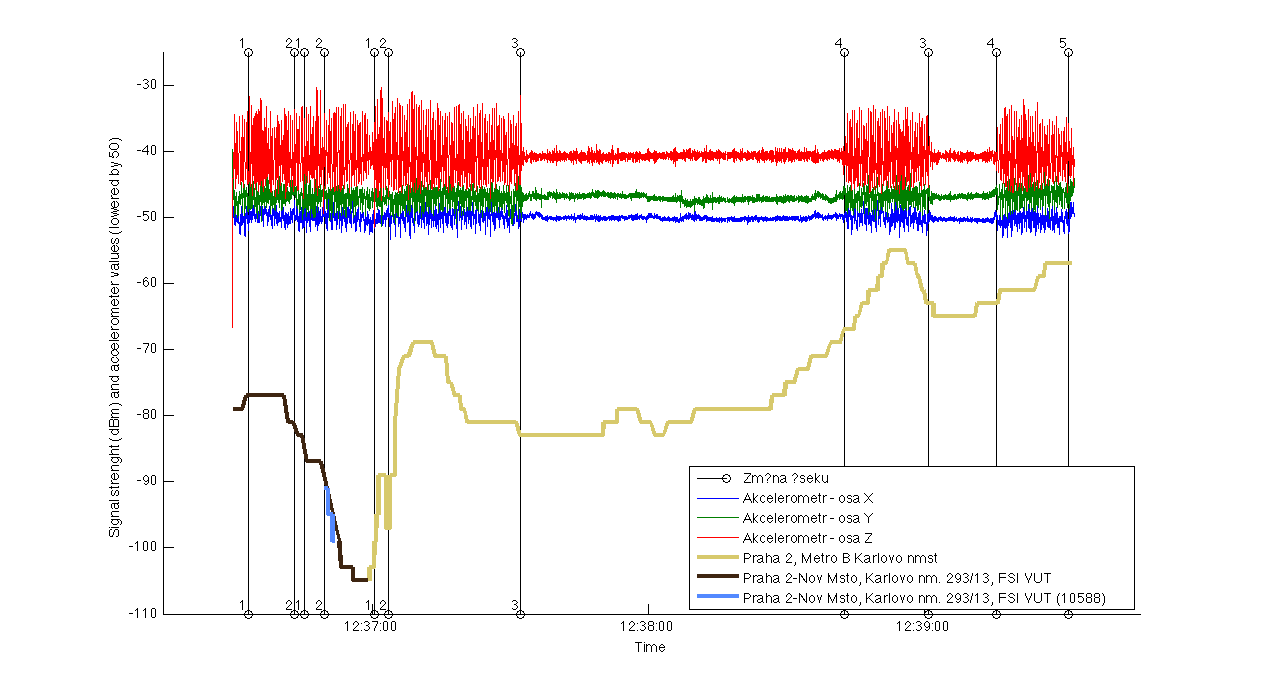 1 2 1 2 1 2 3 4 3 4 5
-30
-40
-50
-60
-70
-80
-90
-100
-110
Signal strenght (dBm) and accelerometer values (lowered by 50)
Zm?na ?seku
Akcelerometr - osa X
Akcelerometr - osa Y
Akcelerometr - osa Z
Praha 2, Metro B Karlovo nmst
Praha 2-Nov Msto, Karlovo nm. 293/13, FSI VUT
Praha 2-Nov Msto, Karlovo nm. 293/13, FSI VUT (10588)
1 2 1 2 1 2 3
12:37:00 12:38:00 12:39:00
Time